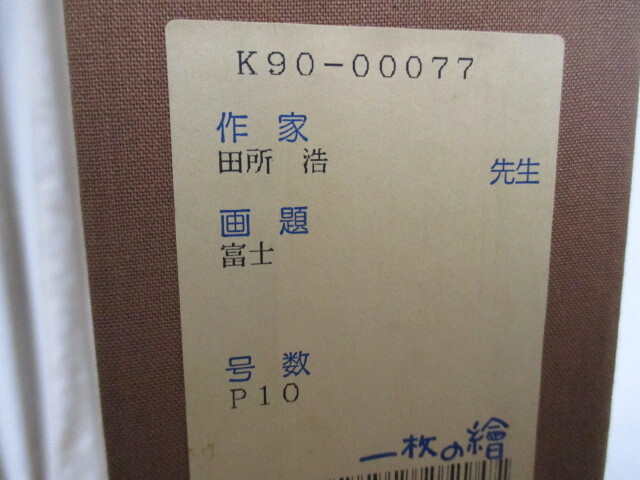 K90-00077
作家
田所 浩 先生
画題
富士
号数
P10
一枚の繪